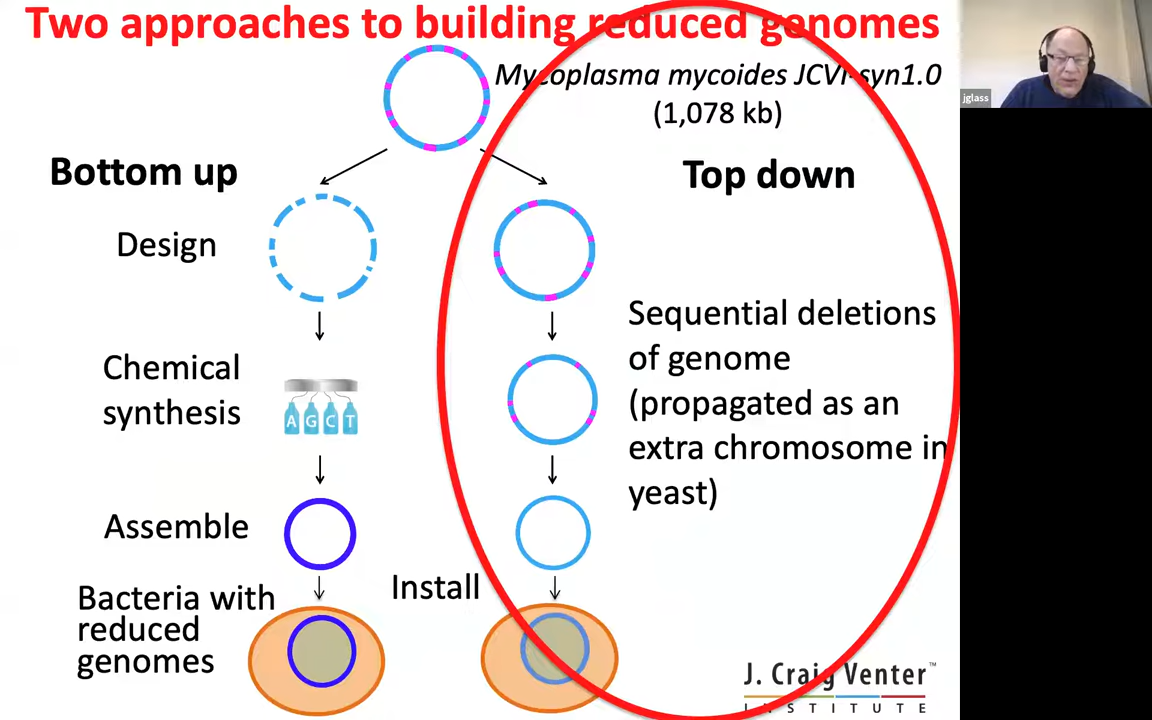 Two approaches to building reduced genomes
Mycoplasma mycoides JCVI-syn1.0
(1,078 kb)
jglass
Bottom up
Top down
Design
Sequential deletions
of genome
(propagated as an
extra chromosome in
yeast)
Chemical
synthesis
A G C T
Assemble
Install
Bacteria with
reduced
genomes
J. Craig Venter™
INSTITUTE